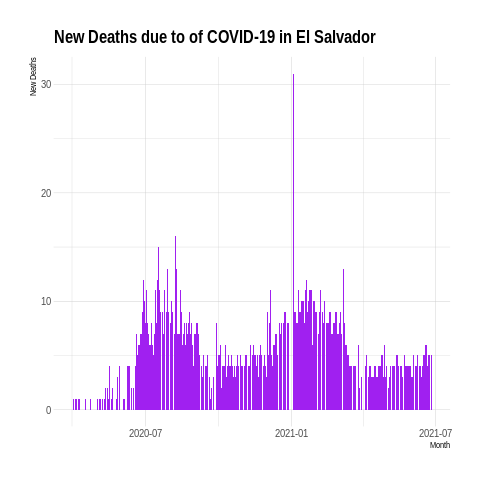 New Deaths due to of COVID-19 in El Salvador
New Deaths
30
20
10
0
2020-07
2021-01
2021-07
Month